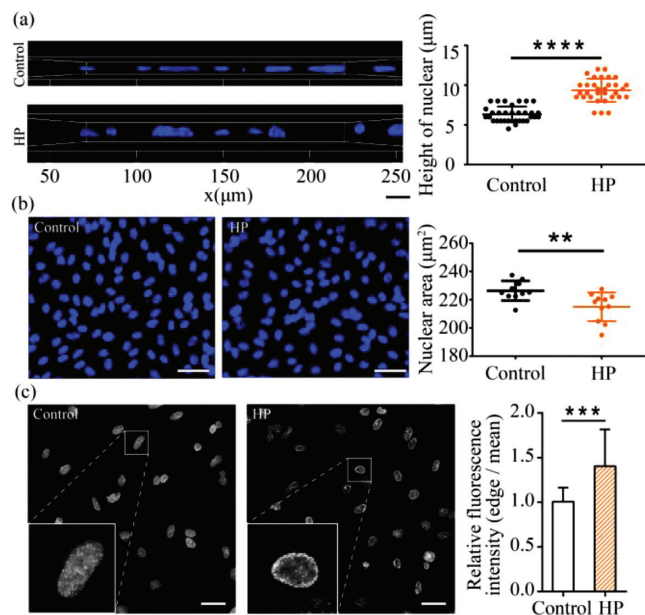 (a)
Control
HP
50
100
150
200
250
x(μm)
Height of nuclear (μm)
15
10
5
0
****
Control
HP
(b)
Control
HP
Nuclear area (μm²)
260
240
220
200
180
**
Control
HP
(c)
Control
HP
Relative fluorescence
intensity (edge / mean)
2.0
1.5
1.0
0.5
0.0
***
Control
HP